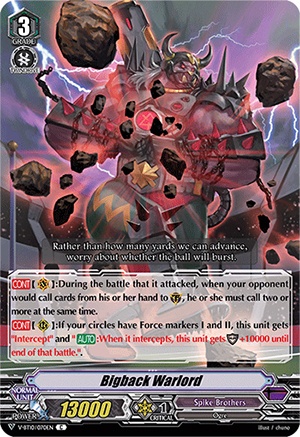 3
GRADE
Rather than how many yards we can advance,
worry about whether the ball will burst.
CONT [ ]:During the battle that it attacked, when your opponent
would call cards from his or her hand to , he or she must call two or
more at the same time.
CONT [ ]:If your circles have Force markers I and II, this unit gets
"Intercept" and " AUTO:When it intercepts, this unit gets +10000 until
end of that battle.".
Bigback Warlord
NORMAL
UNIT
POWER
13000
1
CRITICAL
Spike Brothers
Ogre
V-BT10/070EN C
Illust / chono